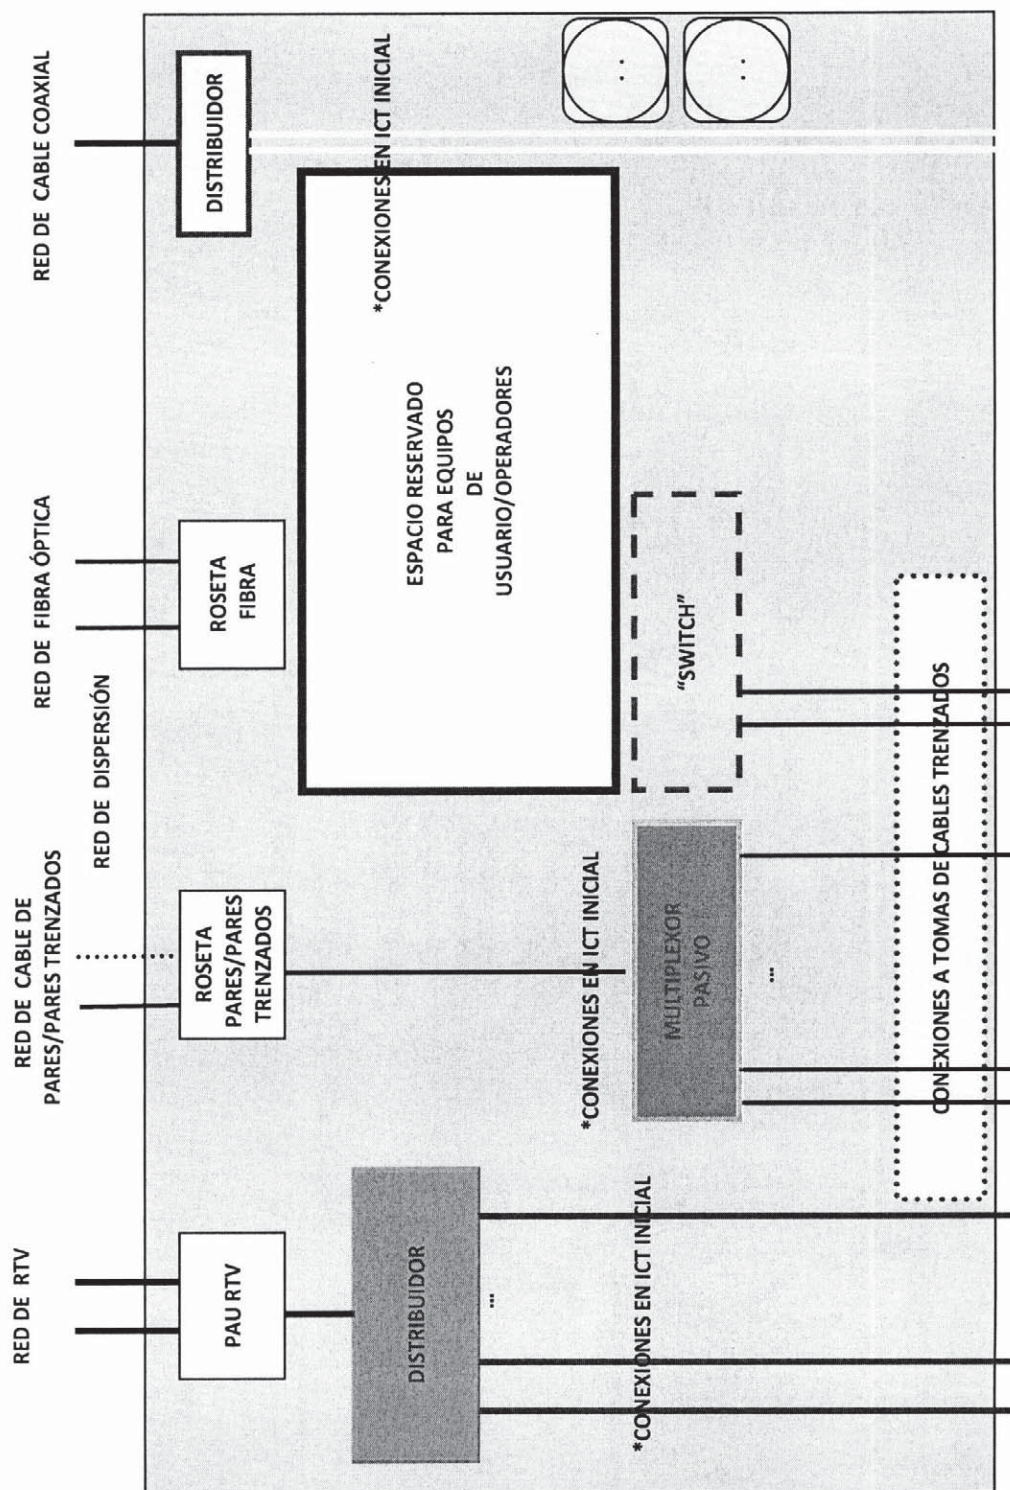 RED DE RTV
RED DE CABLE DE
PARES/PARES TRENZADOS
RED DE DISPERSIÓN
RED DE FIBRA ÓPTICA
RED DE CABLE COAXIAL
PAU RTV
ROSETA
PARES/PARES
TRENZADOS
ROSETA
FIBRA
DISTRIBUIDOR
DISTRIBUIDOR
...
*CONEXIONES EN ICT INICIAL
ESPACIO RESERVADO
PARA EQUIPOS
DE
USUARIO/OPERADORES
*CONEXIONES EN ICT INICIAL
*CONEXIONES EN ICT INICIAL
MULTIPLEXOR
PASIVO
...
"SWITCH"
CONEXIONES A TOMAS DE CABLES TRENZADOS